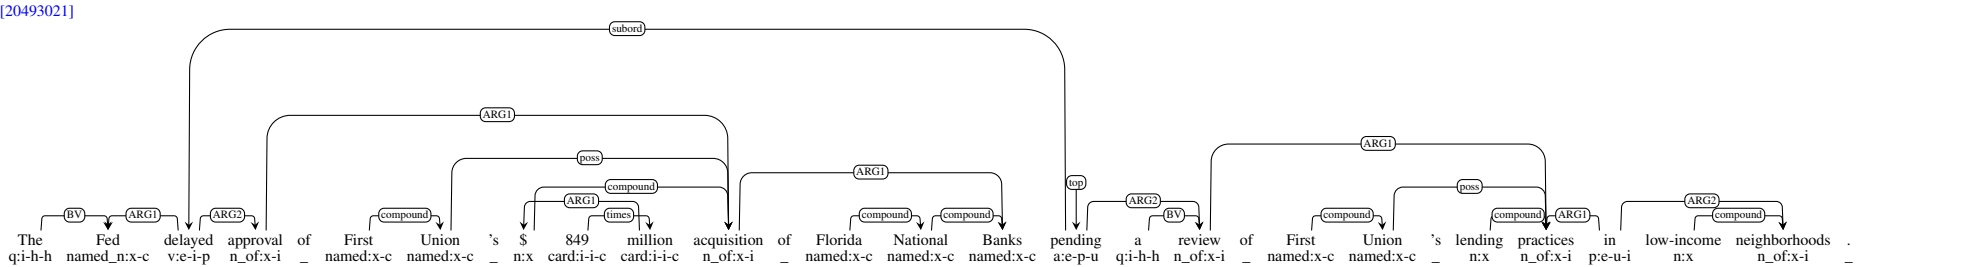 [20493021]
subord
ARG1
ARG1
poss
ARG1
compound
top
poss
ARG1
ARG2
ARG2
BV
ARG1
ARG2
compound
times
compound
compound
BV
compound
compound
ARG1
compound
The Fed delayed approval of First Union 's $ 849 million acquisition of Florida National Banks pending a review of First Union 's lending practices in low-income neighborhoods .
q:i-h-h named_n:x-c v:e-i-p n_of:x-i _ named:x-c named:x-c _ n:x card:i-i-c card:i-i-c n_of:x-i _ named:x-c named:x-c named:x-c a:e-p-u q:i-h-h n_of:x-i _ named:x-c named:x-c _ n:x n_of:x-i p:e-u-i n:x n_of:x-i _